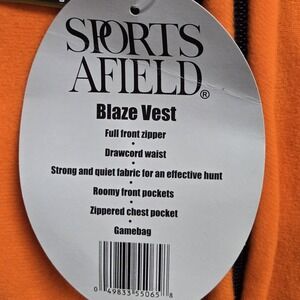 SPORTS
AFIELD®
Blaze Vest
Full front zipper
•
Drawcord waist
•
Strong and quiet fabric for an effective hunt
•
Roomy front pockets
•
Zippered chest pocket
•
Gamebag
0 49833 55065 8